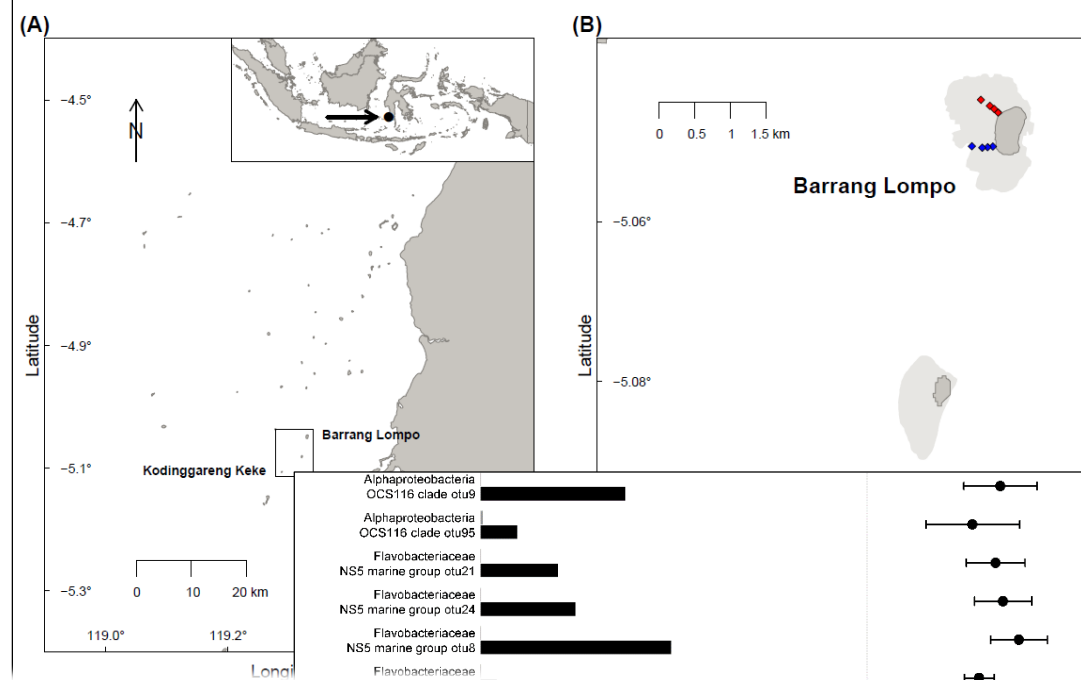 (A)
N
−4.5°
−4.7°
−4.9°
−5.1°
−5.3°
Latitude
Barrang Lompo
Kodinggareng Keke
0 10 20 km
119.0° 119.2°
Longi
(B)
0 0.5 1 1.5 km
Barrang Lompo
−5.06°
−5.08°
Latitude
Alphaproteobacteria
OCS116 clade otu9
Alphaproteobacteria
OCS116 clade otu95
Flavobacteriaceae
NS5 marine group otu21
Flavobacteriaceae
NS5 marine group otu24
Flavobacteriaceae
NS5 marine group otu8
Flavobacteriaceae